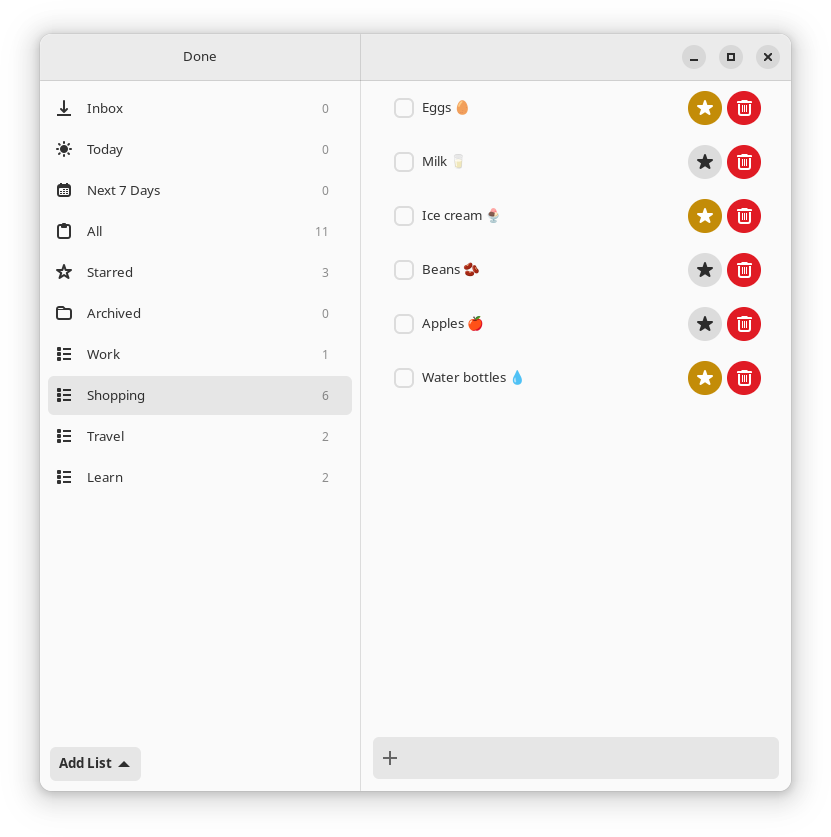 Done
Inbox 0
Today 0
Next 7 Days 0
All 11
Starred 3
Archived 0
Work 1
Shopping 6
Travel 2
Learn 2
Add List
Eggs 🥚
Milk 🥛
Ice cream 🍨
Beans 🫘
Apples 🍎
Water bottles 💧